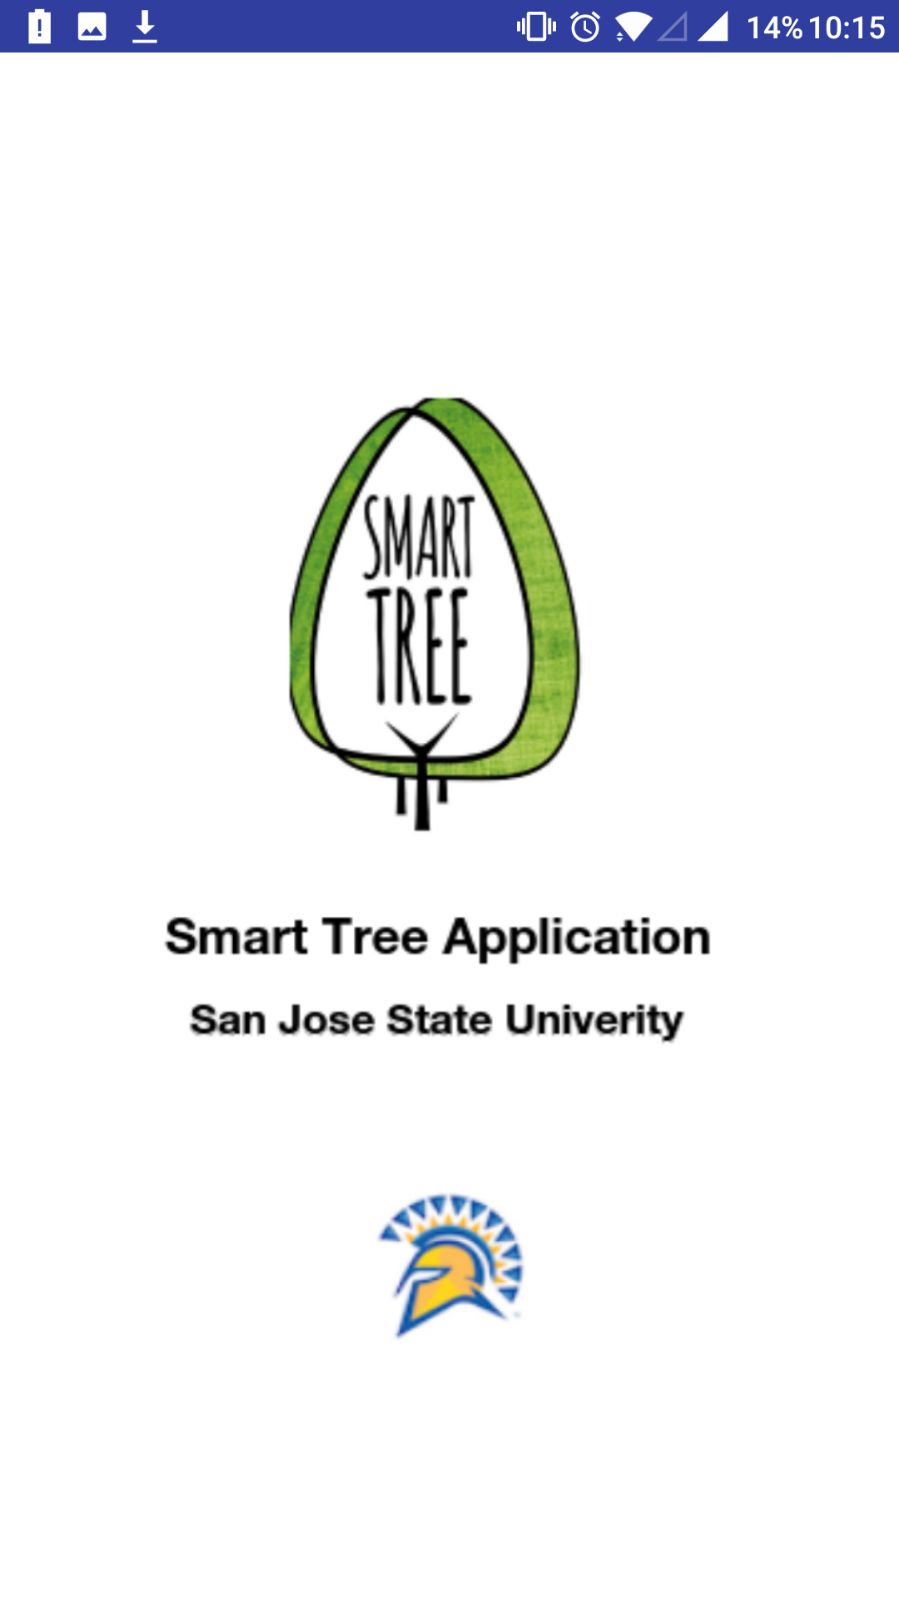 14% 10:15
SMART
TREE
Smart Tree Application
San Jose State Univerity